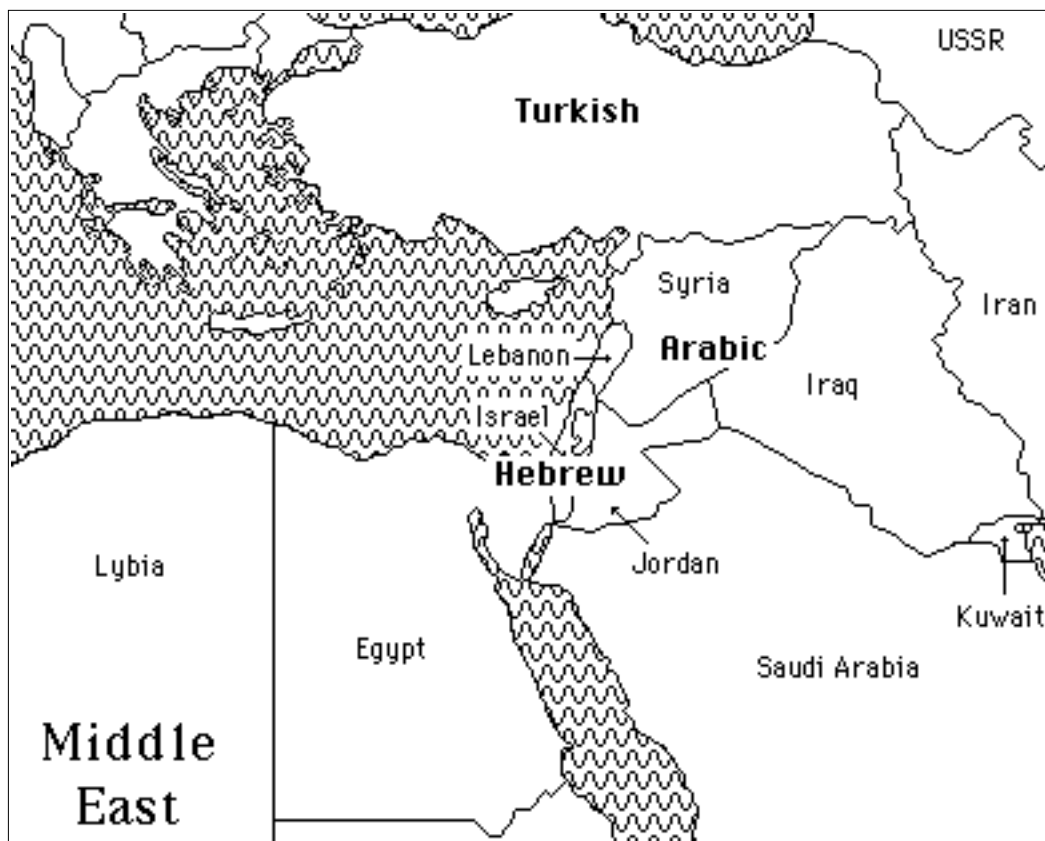 USSR
Turkish
Syria
Iran
Lebanon
Arabic
Iraq
Israel
Hebrew
Lybia
Jordan
Kuwait
Egypt
Saudi Arabia
Middle
East